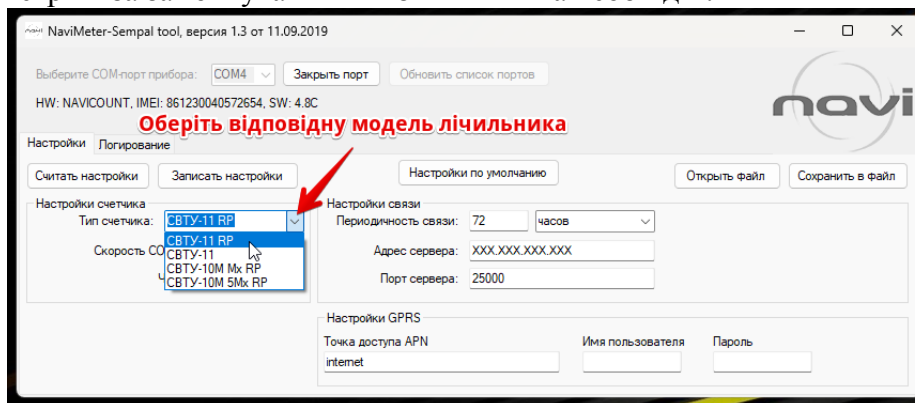 NaviMeter-Sempal tool, версия 1.3 от 11.09.2019
Выберите COM-порт прибора: COM4 Закрыть порт Обновить список портов
HW: NAVICOUNT, IMEI: 861230040572654, SW: 4.8C
navi
Оберіть відповідну модель лічильника
Настройки Логирование
Считать настройки Записать настройки Настройки по умолчанию Открыть файл Сохранить в файл
Настройки счетчика Настройки связи
Тип счетчика: СВТУ-11 RP Периодичность связи: 72 часов
СВТУ-11 RP
Скорость CO СВТУ-11 Адрес сервера: XXX.XXX.XXX.XXX
СВТУ-10M Mx RP
СВТУ-10M 5Mx RP Порт сервера: 25000
Настройки GPRS
Точка доступа APN Имя пользователя Пароль
internet